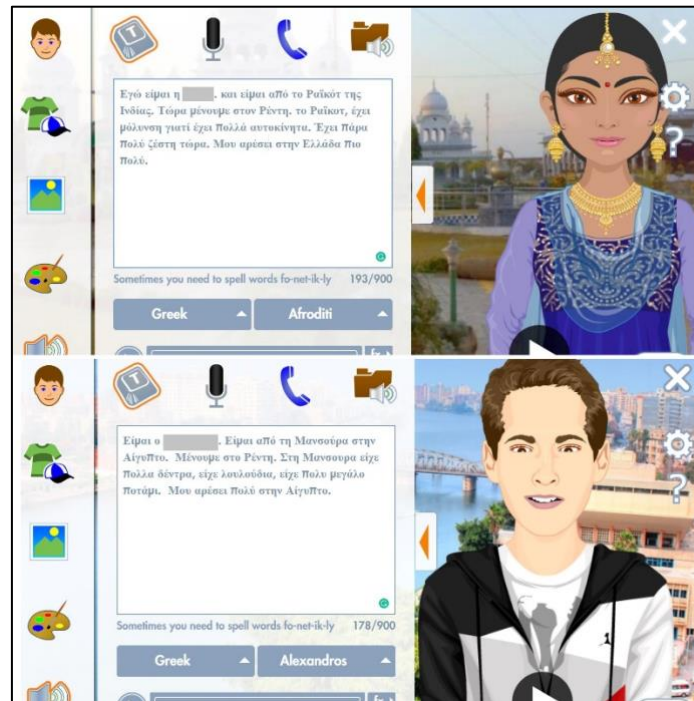 T
Εγώ είμαι η . και είμαι από το Ραϊκότ της
Ινδίας. Τώρα μένουμε στον Ρέντη. το Ραϊκοτ, έχει
μόλυνση γιατί έχει πολλά αυτοκίνητα. Έχει πάρα
πολύ ζέστη τώρα. Μου αρέσει στην Ελλάδα πιο
πολύ.
Sometimes you need to spell words fo-net-ik-ly 193/900
Greek Afroditi
?
T
Είμαι ο . Είμαι από τη Μανσούρα στην
Αίγυπτο. Μένουμε στο Ρέντη. Στη Μανσουρα είχε
πολλα δέντρα, είχε λουλούδια, είχε πολυ μεγάλο
ποτάμι. Μου αρέσει πολύ στην Αίγυπτο.
Sometimes you need to spell words fo-net-ik-ly 178/900
Greek Alexandros
?